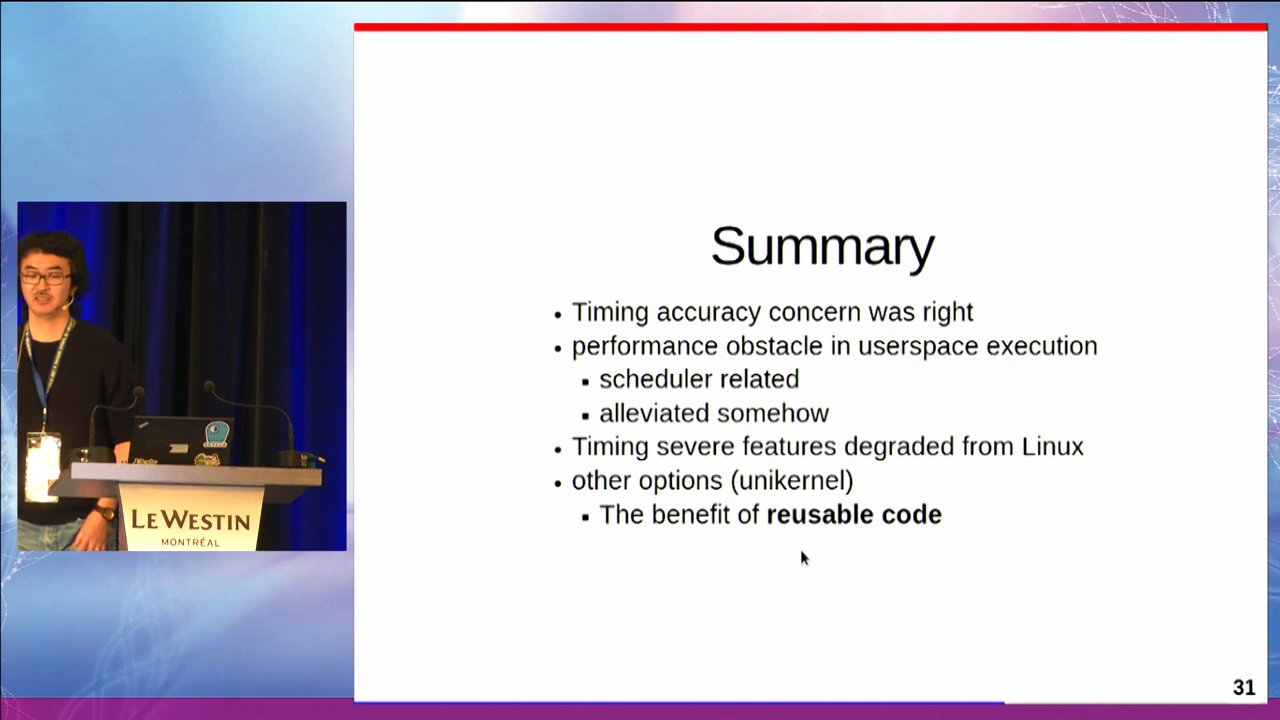 Summary
• Timing accuracy concern was right
• performance obstacle in userspace execution
▪ scheduler related
▪ alleviated somehow
• Timing severe features degraded from Linux
• other options (unikernel)
▪ The benefit of reusable code
31
LE WESTIN
MONTRÉAL